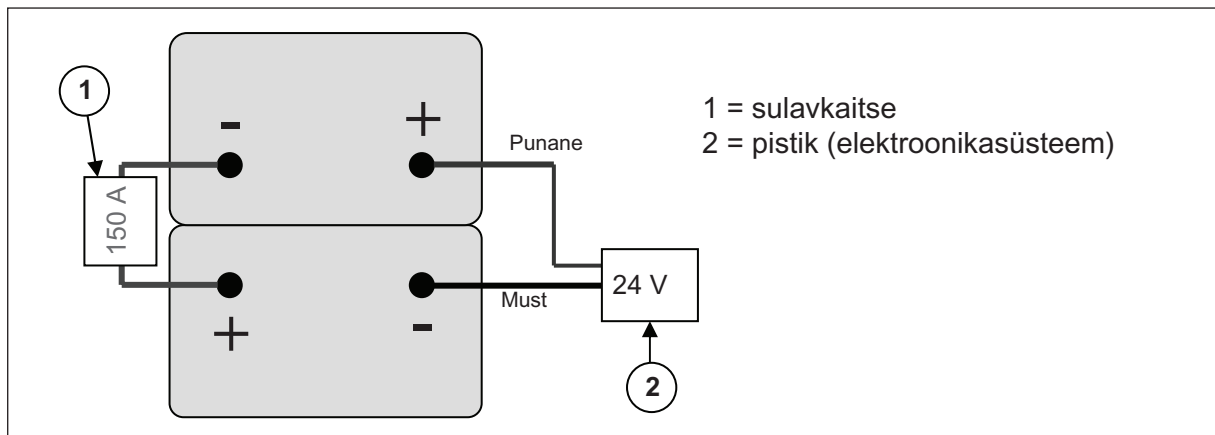 1
-
+
Punane
150 A
+
-
Must
24 V
2
1 = sulavkaitse
2 = pistik (elektroonikasüsteem)